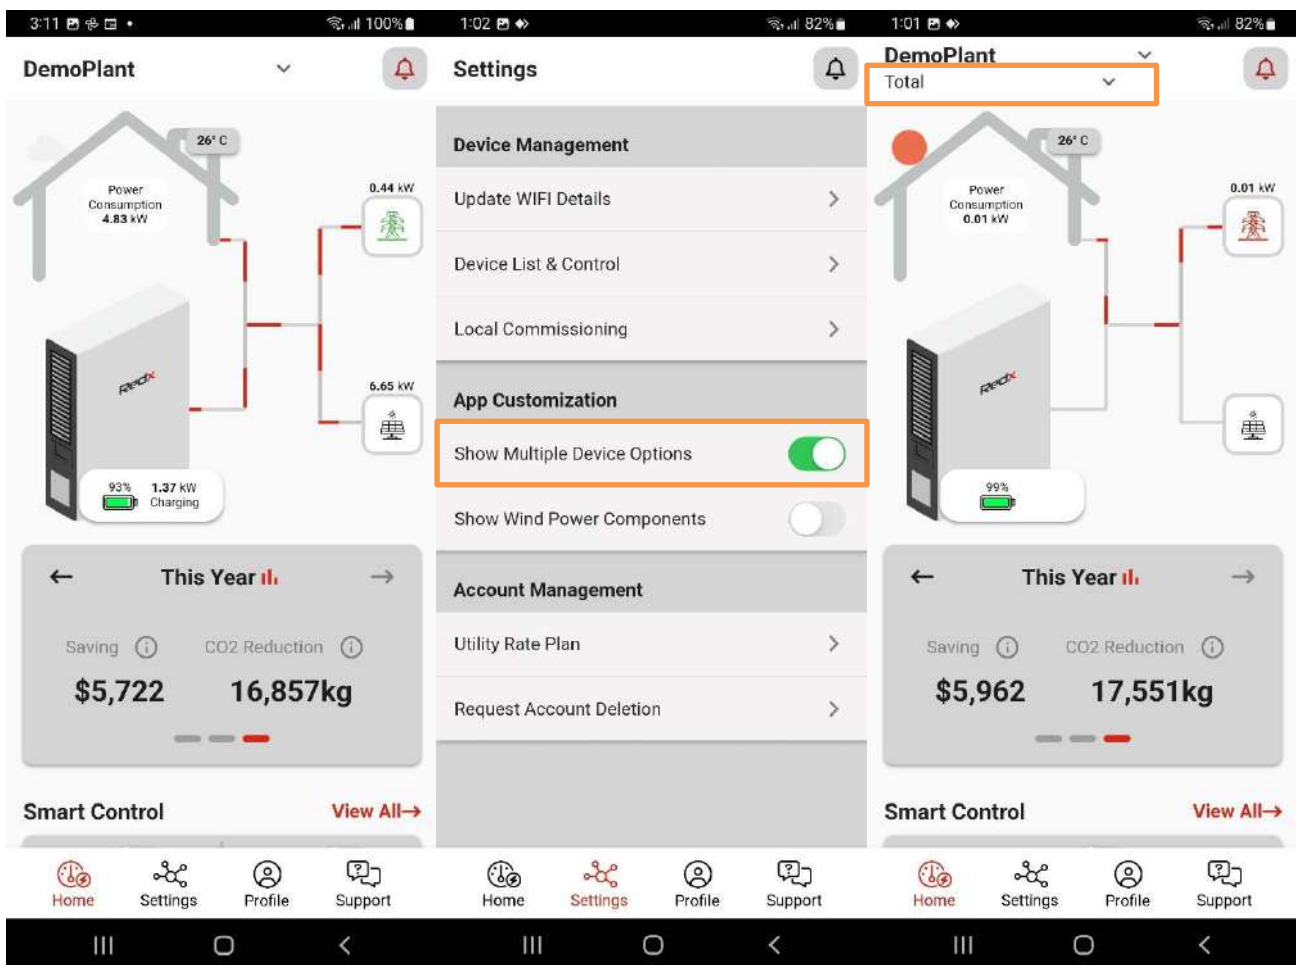 3:11
100%
DemoPlant
26° C
Power
Consumption
4.83 kW
0.44 kW
Redx
6.65 kW
93% 1.37 kW
Charging
← This Year →
Saving CO2 Reduction
$5,722 16,857kg
Smart Control View All→
Home Settings Profile Support
1:02
82%
Settings
Device Management
Update WIFI Details
Device List & Control
Local Commissioning
App Customization
Show Multiple Device Options
Show Wind Power Components
Account Management
Utility Rate Plan
Request Account Deletion
Home Settings Profile Support
1:01
82%
DemoPlant
Total
26° C
Power
Consumption
0.01 kW
0.01 kW
Redx
99%
← This Year →
Saving CO2 Reduction
$5,962 17,551kg
Smart Control View All→
Home Settings Profile Support